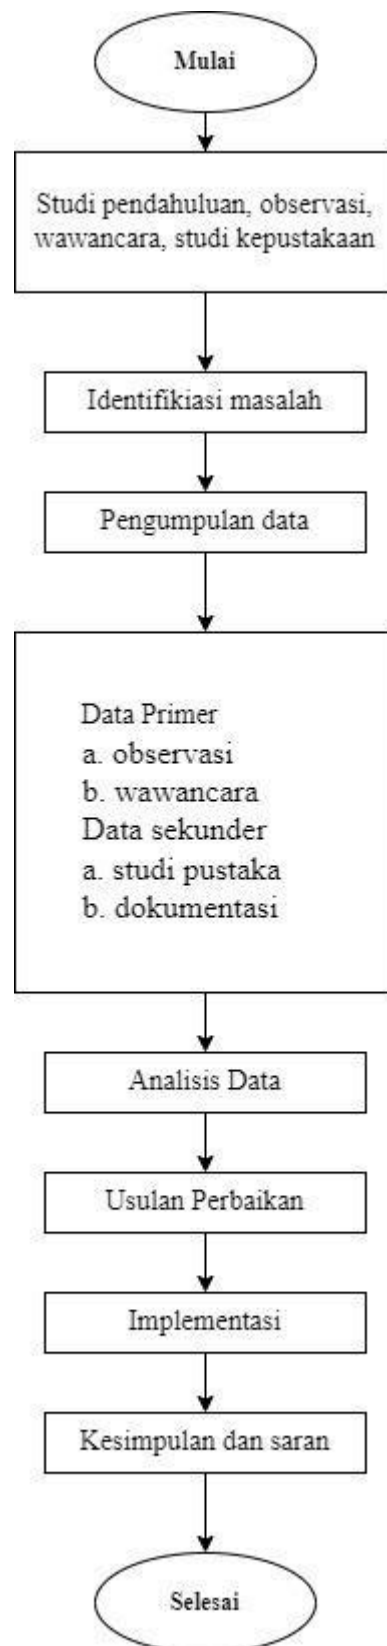 Mulai
Studi pendahuluan, observasi,
wawancara, studi kepustakaan
Identifikiasi masalah
Pengumpulan data
Data Primer
a. observasi
b. wawancara
Data sekunder
a. studi pustaka
b. dokumentasi
Analisis Data
Usulan Perbaikan
Implementasi
Kesimpulan dan saran
Selesai